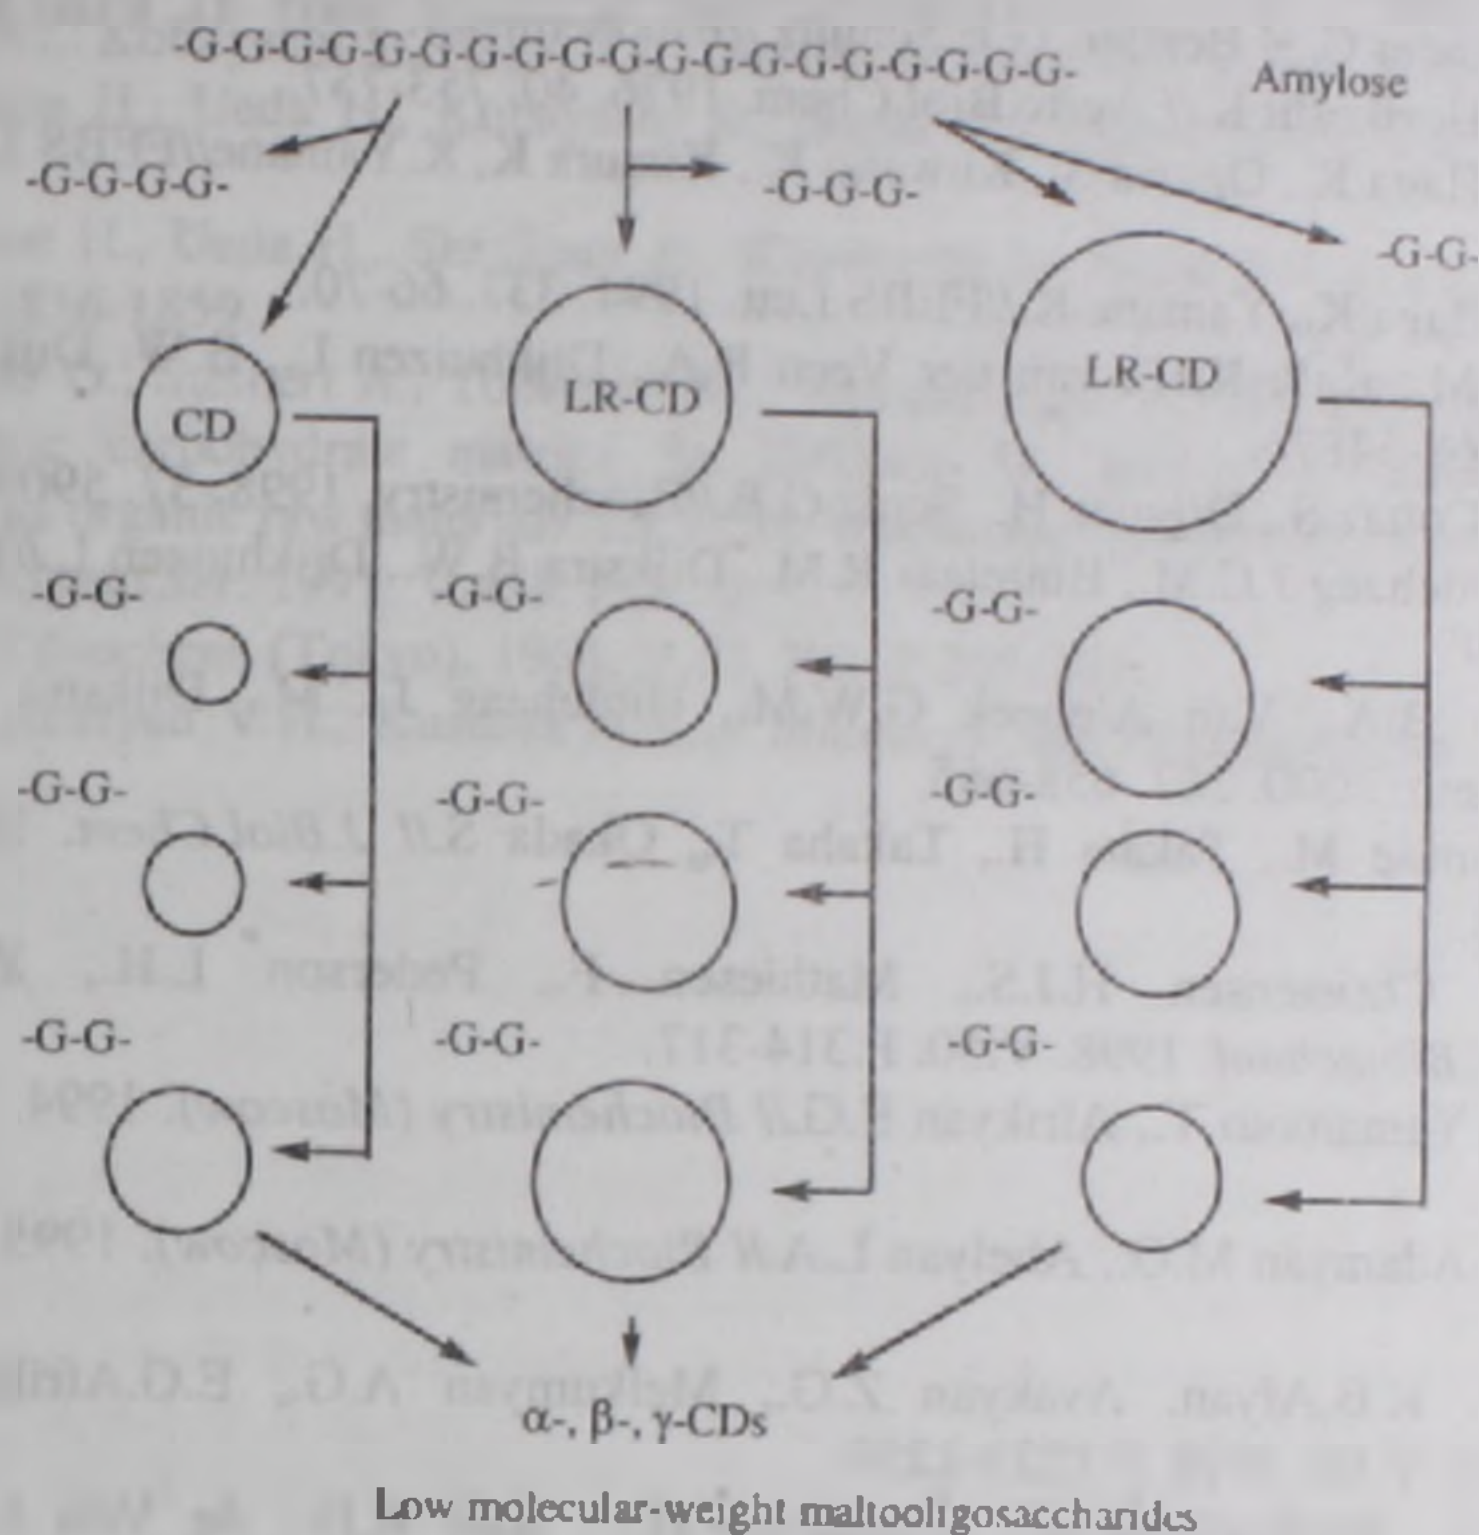 -G-G-G-G-G-G-G-G-G-G-G-G-G-G-G-G-G-G-G-
Amylose
-G-G-G-G-
-G-G-G-
-G-G-
CD
LR-CD
LR-CD
-G-G-
-G-G-
-G-G-
-G-G-
-G-G-
-G-G-
-G-G-
-G-G-
-G-G-
α-, β-, γ-CDs
Low molecular-weight maltooligosaccharides